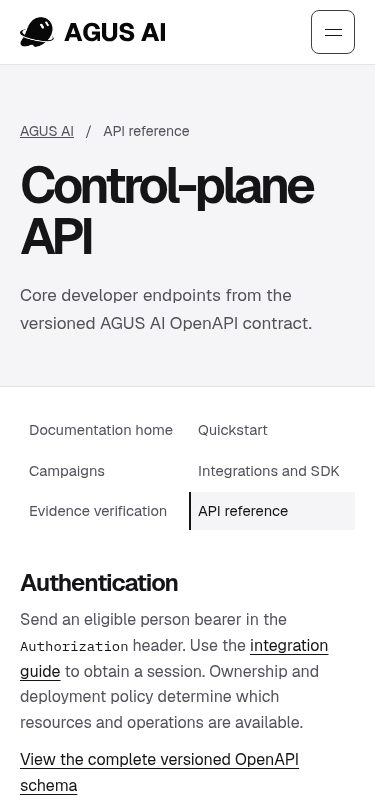 AGUS AI
AGUS AI / API reference
Control-plane
API
Core developer endpoints from the
versioned AGUS AI OpenAPI contract.
Documentation home Quickstart
Campaigns Integrations and SDK
Evidence verification API reference
Authentication
Send an eligible person bearer in the
Authorization header. Use the integration
guide to obtain a session. Ownership and
deployment policy determine which
resources and operations are available.
View the complete versioned OpenAPI
schema